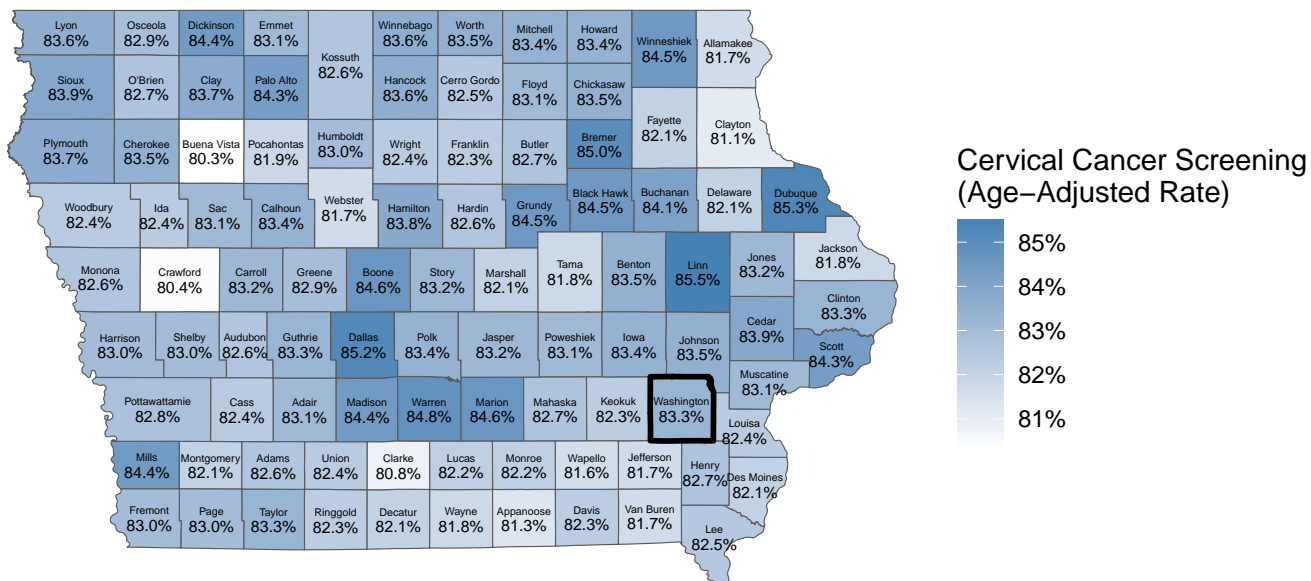 Lyon
83.6%
Osceola
82.9%
Dickinson
84.4%
Emmet
83.1%
Kossuth
82.6%
Winnebago
83.6%
Worth
83.5%
Mitchell
83.4%
Howard
83.4%
Winneshiek
84.5%
Allamakee
81.7%
Sioux
83.9%
O'Brien
82.7%
Clay
83.7%
Palo Alto
84.3%
Hancock
83.6%
Cerro Gordo
82.5%
Floyd
83.1%
Chickasaw
83.5%
Fayette
82.1%
Clayton
81.1%
Plymouth
83.7%
Cherokee
83.5%
Buena Vista
80.3%
Pocahontas
81.9%
Humboldt
83.0%
Wright
82.4%
Franklin
82.3%
Butler
82.7%
Bremer
85.0%
Woodbury
82.4%
Ida
82.4%
Sac
83.1%
Calhoun
83.4%
Webster
81.7%
Hamilton
83.8%
Hardin
82.6%
Grundy
84.5%
Black Hawk
84.5%
Buchanan
84.1%
Delaware
82.1%
Dubuque
85.3%
Monona
82.6%
Crawford
80.4%
Carroll
83.2%
Greene
82.9%
Boone
84.6%
Story
83.2%
Marshall
82.1%
Tama
81.8%
Benton
83.5%
Linn
85.5%
Jones
83.2%
Jackson
81.8%
Clinton
83.3%
Harrison
83.0%
Shelby
83.0%
Audubon
82.6%
Guthrie
83.3%
Dallas
85.2%
Polk
83.4%
Jasper
83.2%
Poweshiek
83.1%
Iowa
83.4%
Johnson
83.5%
Cedar
83.9%
Scott
84.3%
Muscatine
83.1%
Pottawattamie
82.8%
Cass
82.4%
Adair
83.1%
Madison
84.4%
Warren
84.8%
Marion
84.6%
Mahaska
82.7%
Keokuk
82.3%
Washington
83.3%
Louisa
82.4%
Mills
84.4%
Montgomery
82.1%
Adams
82.6%
Union
82.4%
Clarke
80.8%
Lucas
82.2%
Monroe
82.2%
Wapello
81.6%
Jefferson
81.7%
Henry
82.7%
Des Moines
82.1%
Fremont
83.0%
Page
83.0%
Taylor
83.3%
Ringgold
82.3%
Decatur
82.1%
Wayne
81.8%
Appanoose
81.3%
Davis
82.3%
Van Buren
81.7%
Lee
82.5%
Cervical Cancer Screening
(Age−Adjusted Rate)
85%
84%
83%
82%
81%